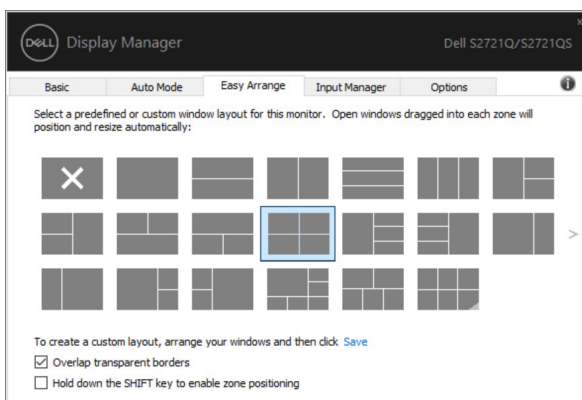 DELL Display Manager
Dell S2721Q/S2721QS
Basic Auto Mode Easy Arrange Input Manager Options
Select a predefined or custom window layout for this monitor. Open windows dragged into each zone will
position and resize automatically:
To create a custom layout, arrange your windows and then click Save
Overlap transparent borders
Hold down the SHIFT key to enable zone positioning